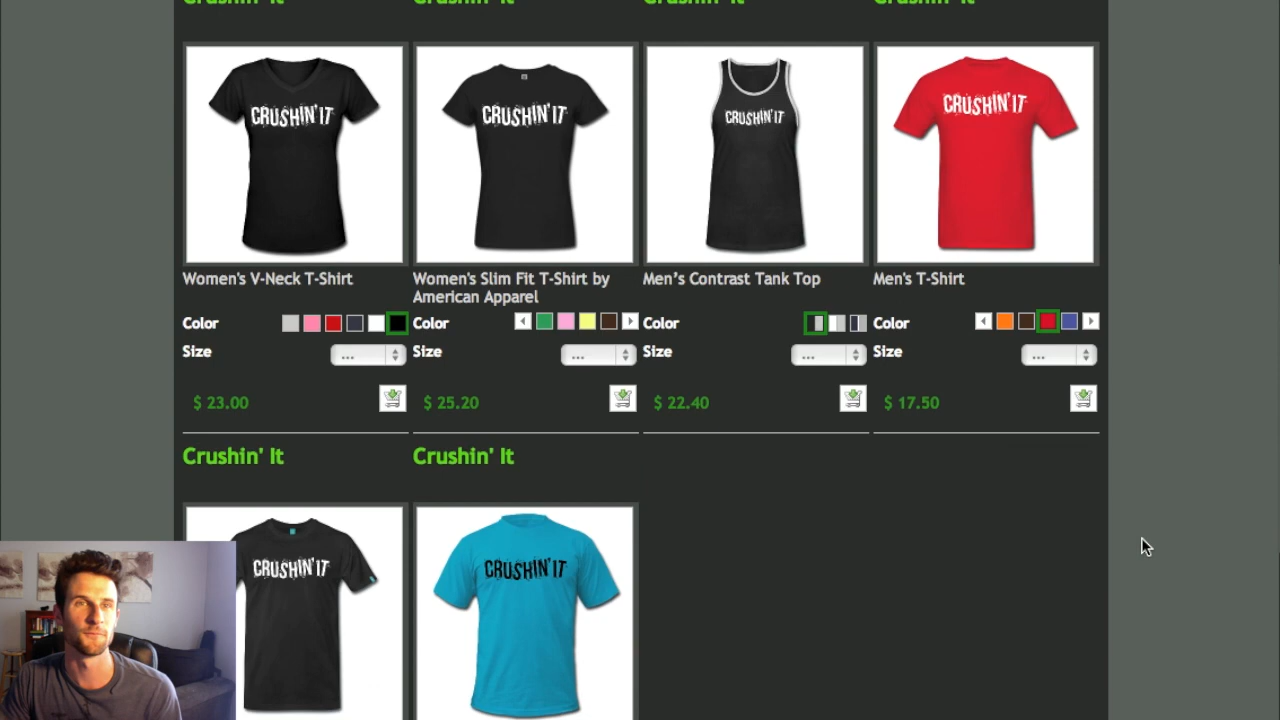 Crushin' It Crushin' It Crushin' It Crushin' It
CRUSHIN'IT CRUSHIN'IT CRUSHIN'IT CRUSHIN'IT
Women's V-Neck T-Shirt
Women's Slim Fit T-Shirt by
American Apparel
Men’s Contrast Tank Top
Men's T-Shirt
Color Color Color Color
Size ... Size ... Size ... Size ...
$ 23.00 $ 25.20 $ 22.40 $ 17.50
Crushin' It Crushin' It
CRUSHIN'IT CRUSHIN'IT